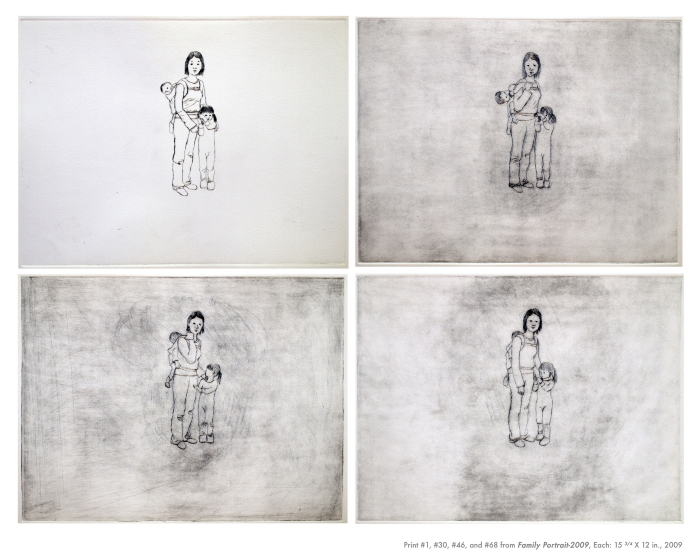 Print #1, #30, #46, and #68 from Family Portrait-2009, Each: 15 ³/⁴ X 12 in., 2009